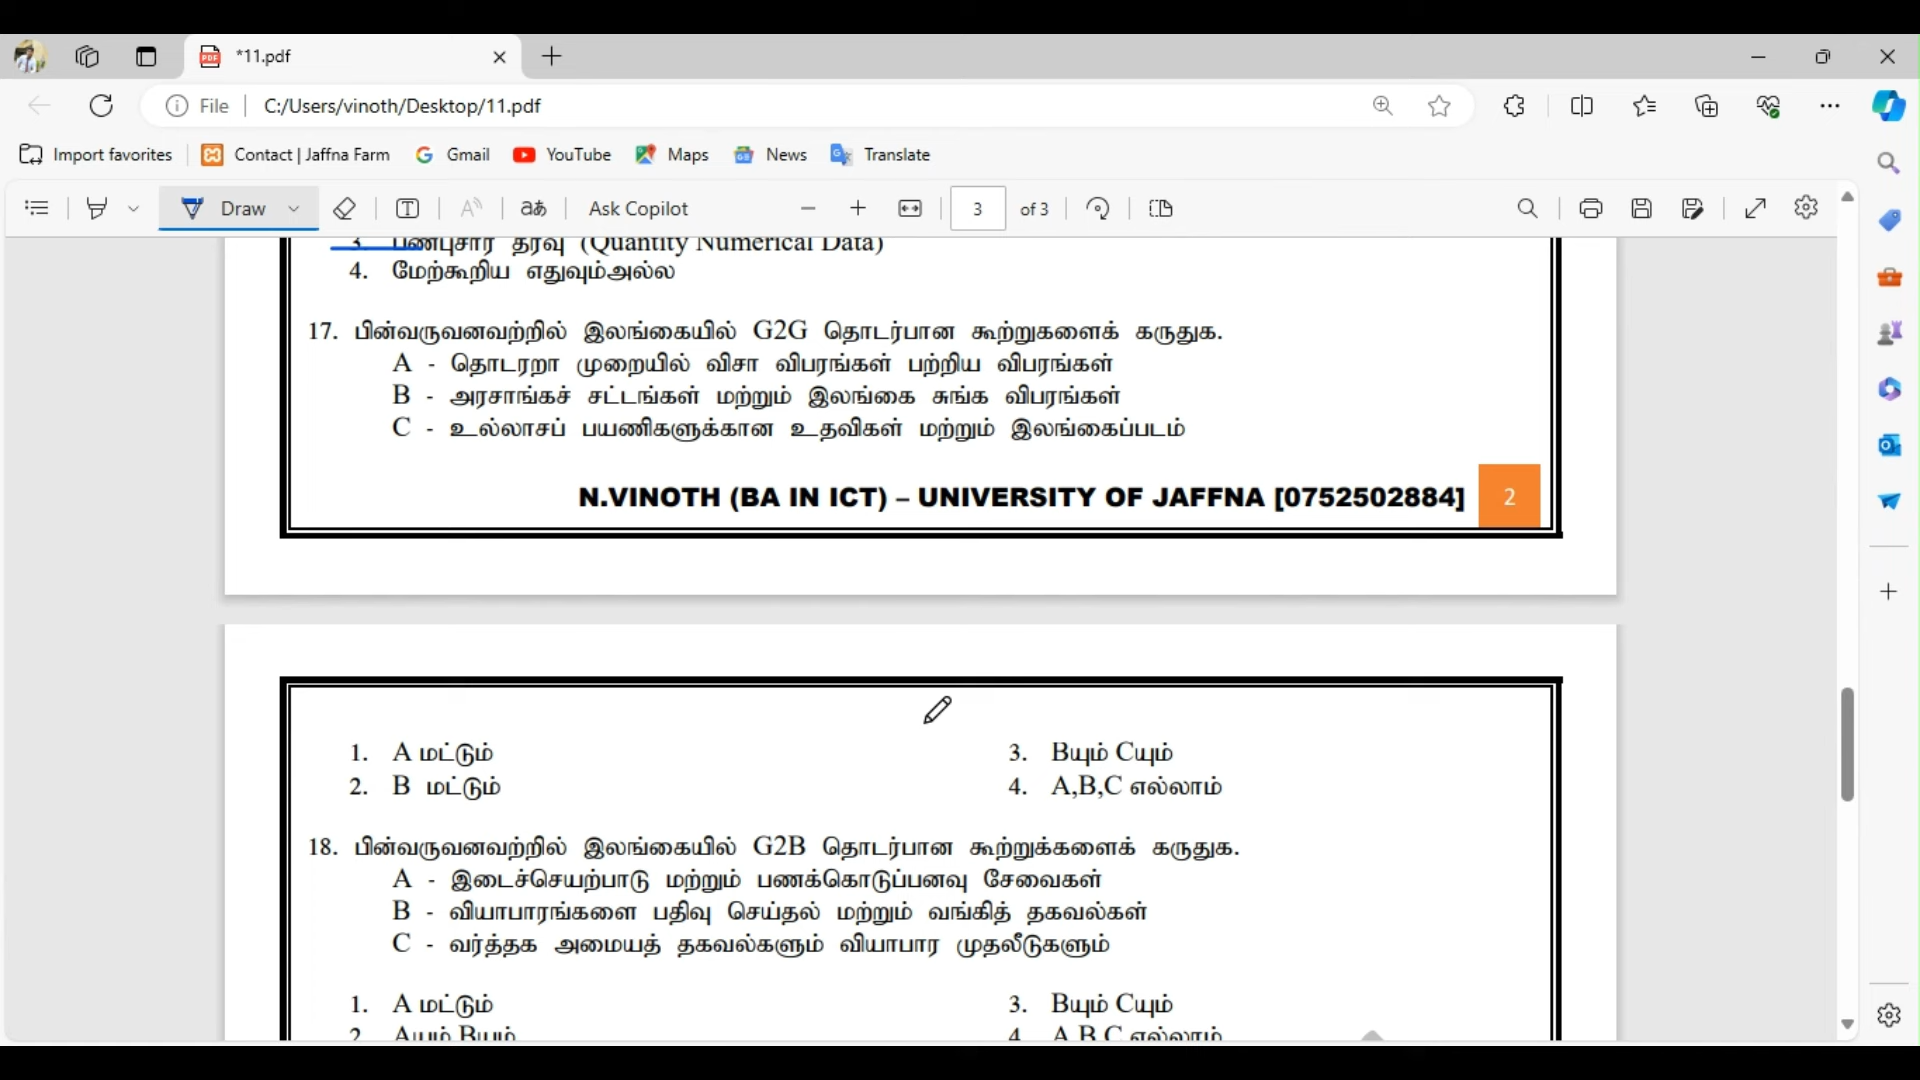 *11.pdf
File
C:/Users/vinoth/Desktop/11.pdf
Import favorites
Contact | Jaffna Farm
Gmail
YouTube
Maps
News
Translate
Draw
Ask Copilot
3
of 3
3. பண்புசார் தரவு (Quantity Numerical Data)
4. மேற்கூறிய எதுவும்அல்ல
17. பின்வருவனவற்றில் இலங்கையில் G2G தொடர்பான கூற்றுகளைக் கருதுக.
A - தொடரறா முறையில் விசா விபரங்கள் பற்றிய விபரங்கள்
B - அரசாங்கச் சட்டங்கள் மற்றும் இலங்கை சுங்க விபரங்கள்
C - உல்லாசப் பயணிகளுக்கான உதவிகள் மற்றும் இலங்கைப்படம்
N.VINOTH (BA IN ICT) – UNIVERSITY OF JAFFNA [0752502884]
2
1. A மட்டும்
2. B மட்டும்
3. Bயும் Cயும்
4. A,B,C எல்லாம்
18. பின்வருவனவற்றில் இலங்கையில் G2B தொடர்பான கூற்றுக்களைக் கருதுக.
A - இடைச்செயற்பாடு மற்றும் பணக்கொடுப்பனவு சேவைகள்
B - வியாபாரங்களை பதிவு செய்தல் மற்றும் வங்கித் தகவல்கள்
C - வர்த்தக அமையத் தகவல்களும் வியாபார முதலீடுகளும்
1. A மட்டும்
2. Aயும் Bயும்
3. Bயும் Cயும்
4. A,B,C எல்லாம்